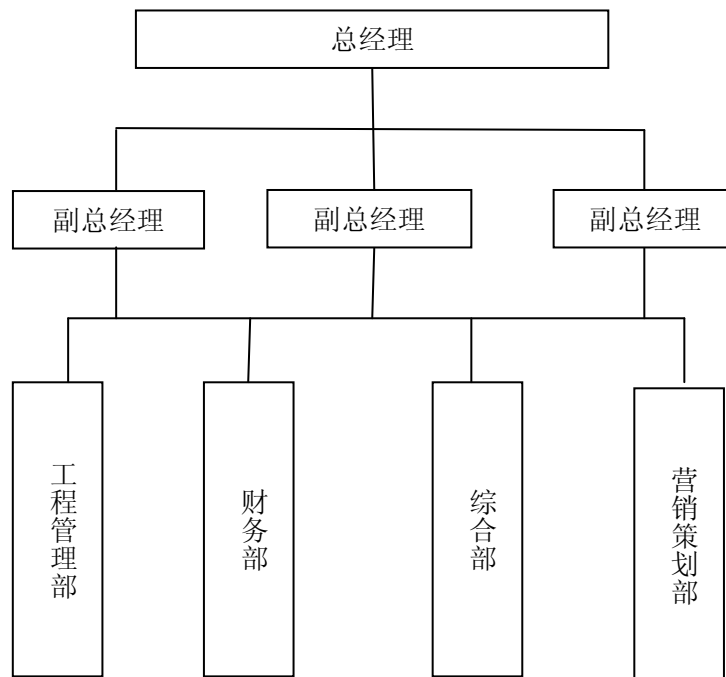 总经理
副总经理
副总经理
副总经理
工程管理部
财务部
综合部
营销策划部